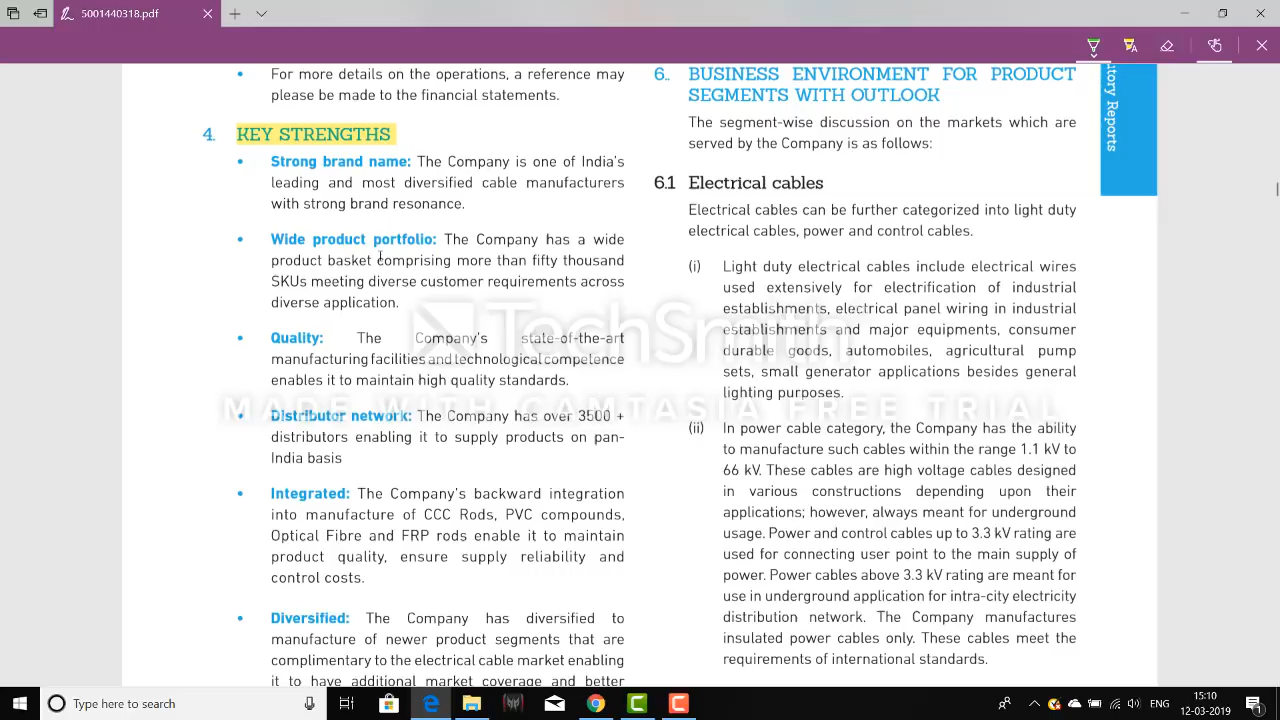 5001440318.pdf
For more details on the operations, a reference may
please be made to the financial statements.
4. KEY STRENGTHS
• Strong brand name: The Company is one of India's
leading and most diversified cable manufacturers
with strong brand resonance.
• Wide product portfolio: The Company has a wide
product basket comprising more than fifty thousand
SKUs meeting diverse customer requirements across
diverse application.
• Quality: The Company's state-of-the-art
manufacturing facilities and technological competence
enables it to maintain high quality standards.
• Distributor network: The Company has over 3500 +
distributors enabling it to supply products on pan-
India basis
• Integrated: The Company's backward integration
into manufacture of CCC Rods, PVC compounds,
Optical Fibre and FRP rods enable it to maintain
product quality, ensure supply reliability and
control costs.
• Diversified: The Company has diversified to
manufacture of newer product segments that are
complimentary to the electrical cable market enabling
it to have additional market coverage and better
6. BUSINESS ENVIRONMENT FOR PRODUCT
SEGMENTS WITH OUTLOOK
The segment-wise discussion on the markets which are
served by the Company is as follows:
6.1 Electrical cables
Electrical cables can be further categorized into light duty
electrical cables, power and control cables.
(i) Light duty electrical cables include electrical wires
used extensively for electrification of industrial
establishments, electrical panel wiring in industrial
establishments and major equipments, consumer
durable goods, automobiles, agricultural pump
sets, small generator applications besides general
lighting purposes.
(ii) In power cable category, the Company has the ability
to manufacture such cables within the range 1.1 kV to
66 kV. These cables are high voltage cables designed
in various constructions depending upon their
applications; however, always meant for underground
usage. Power and control cables up to 3.3 kV rating are
used for connecting user point to the main supply of
power. Power cables above 3.3 kV rating are meant for
use in underground application for intra-city electricity
distribution network. The Company manufactures
insulated power cables only. These cables meet the
requirements of international standards.
Reports
TechSmith
MADE WITH CAMTASIA FREE TRIAL
Type here to search
ENG
15:10
12-03-2019
1